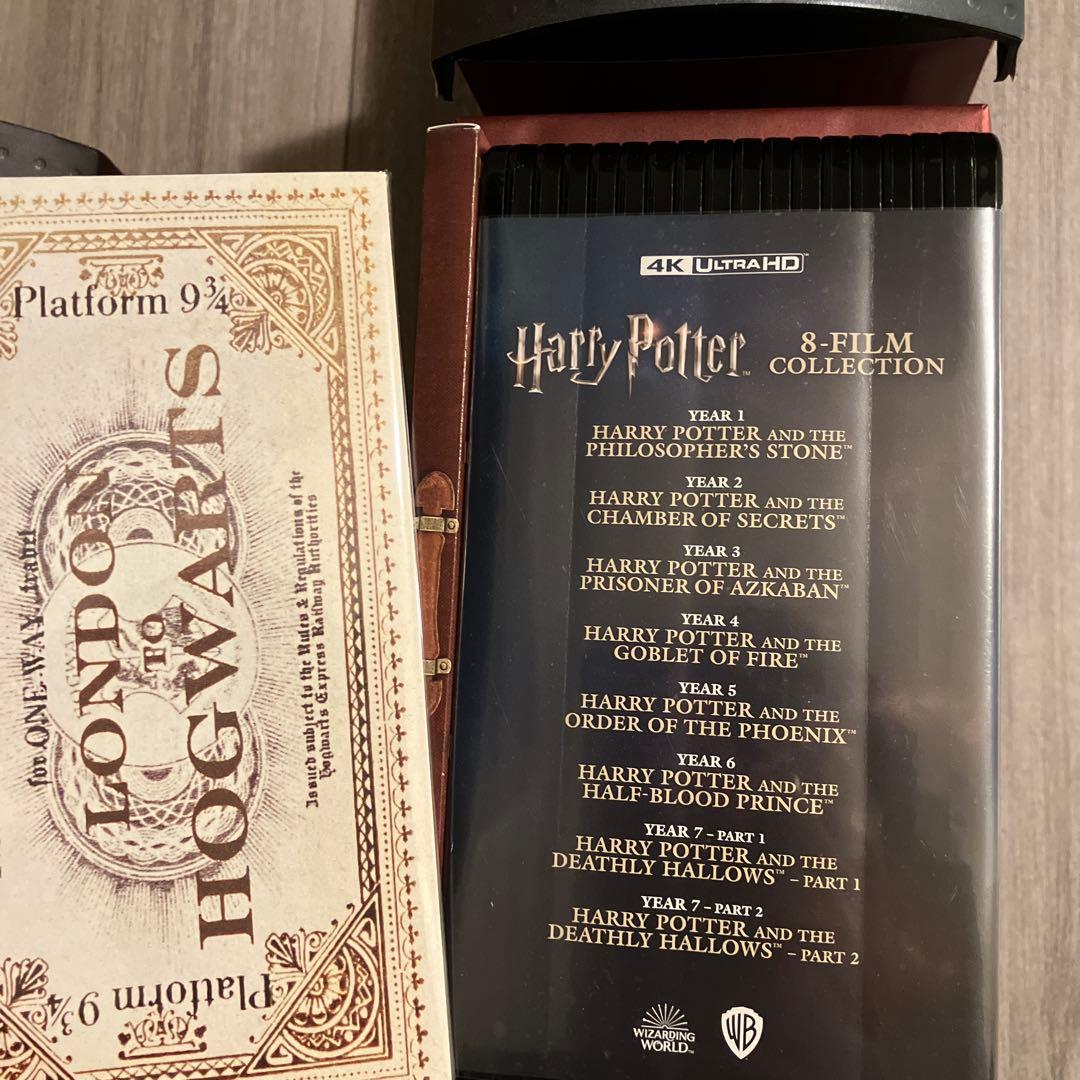 Platform 9¾
for ONE WAY travel
LONDON
TO
HOGWARTS
Issued subject to the Rules & Regulations of the
Hogwarts Express Railway Authorities
Platform 9¾
4K ULTRA HD
Harry Potter™
8-FILM
COLLECTION
YEAR 1
HARRY POTTER AND THE
PHILOSOPHER'S STONE™
YEAR 2
HARRY POTTER AND THE
CHAMBER OF SECRETS™
YEAR 3
HARRY POTTER AND THE
PRISONER OF AZKABAN™
YEAR 4
HARRY POTTER AND THE
GOBLET OF FIRE™
YEAR 5
HARRY POTTER AND THE
ORDER OF THE PHOENIX™
YEAR 6
HARRY POTTER AND THE
HALF-BLOOD PRINCE™
YEAR 7 – PART 1
HARRY POTTER AND THE
DEATHLY HALLOWS™ – PART 1
YEAR 7 – PART 2
HARRY POTTER AND THE
DEATHLY HALLOWS™ – PART 2
WIZARDING
WORLD™
WB